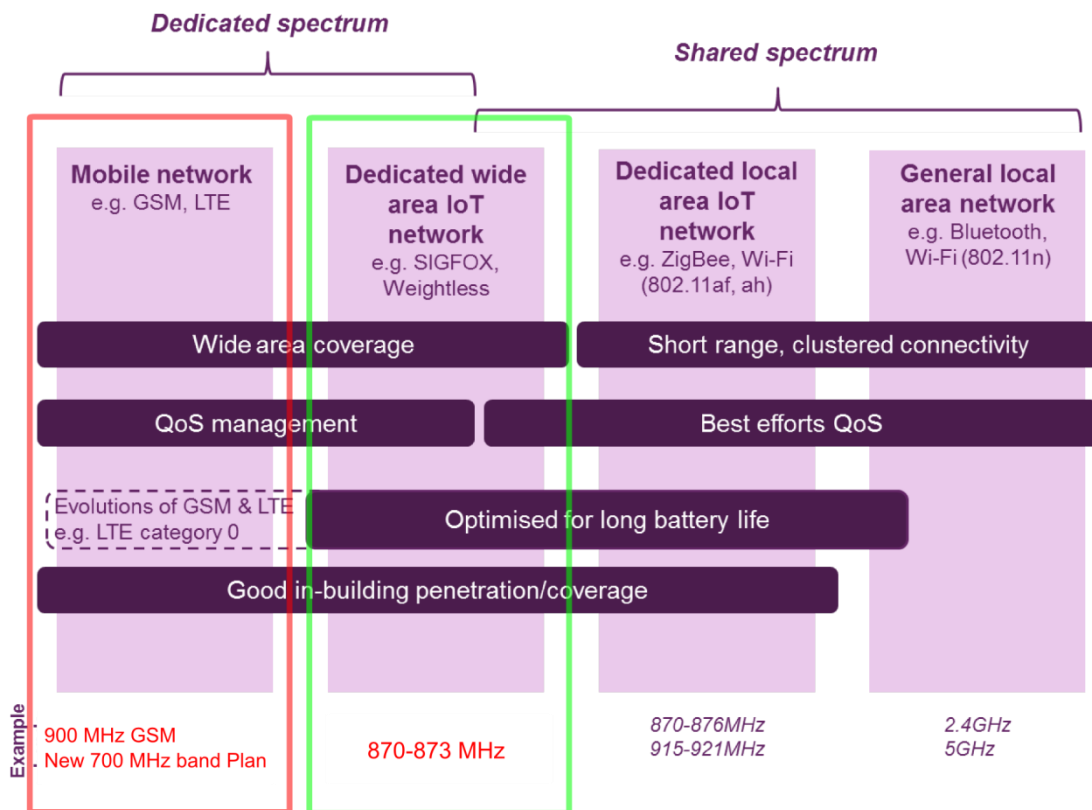 Dedicated spectrum
Shared spectrum
Mobile network
e.g. GSM, LTE
Dedicated wide
area IoT
network
e.g. SIGFOX,
Weightless
Dedicated local
area IoT
network
e.g. ZigBee, Wi-Fi
(802.11af, ah)
General local
area network
e.g. Bluetooth,
Wi-Fi (802.11n)
Wide area coverage
Short range, clustered connectivity
QoS management
Best efforts QoS
Evolutions of GSM & LTE
e.g. LTE category 0
Optimised for long battery life
Good in-building penetration/coverage
Example
900 MHz GSM
New 700 MHz band Plan
870-873 MHz
870-876MHz
915-921MHz
2.4GHz
5GHz